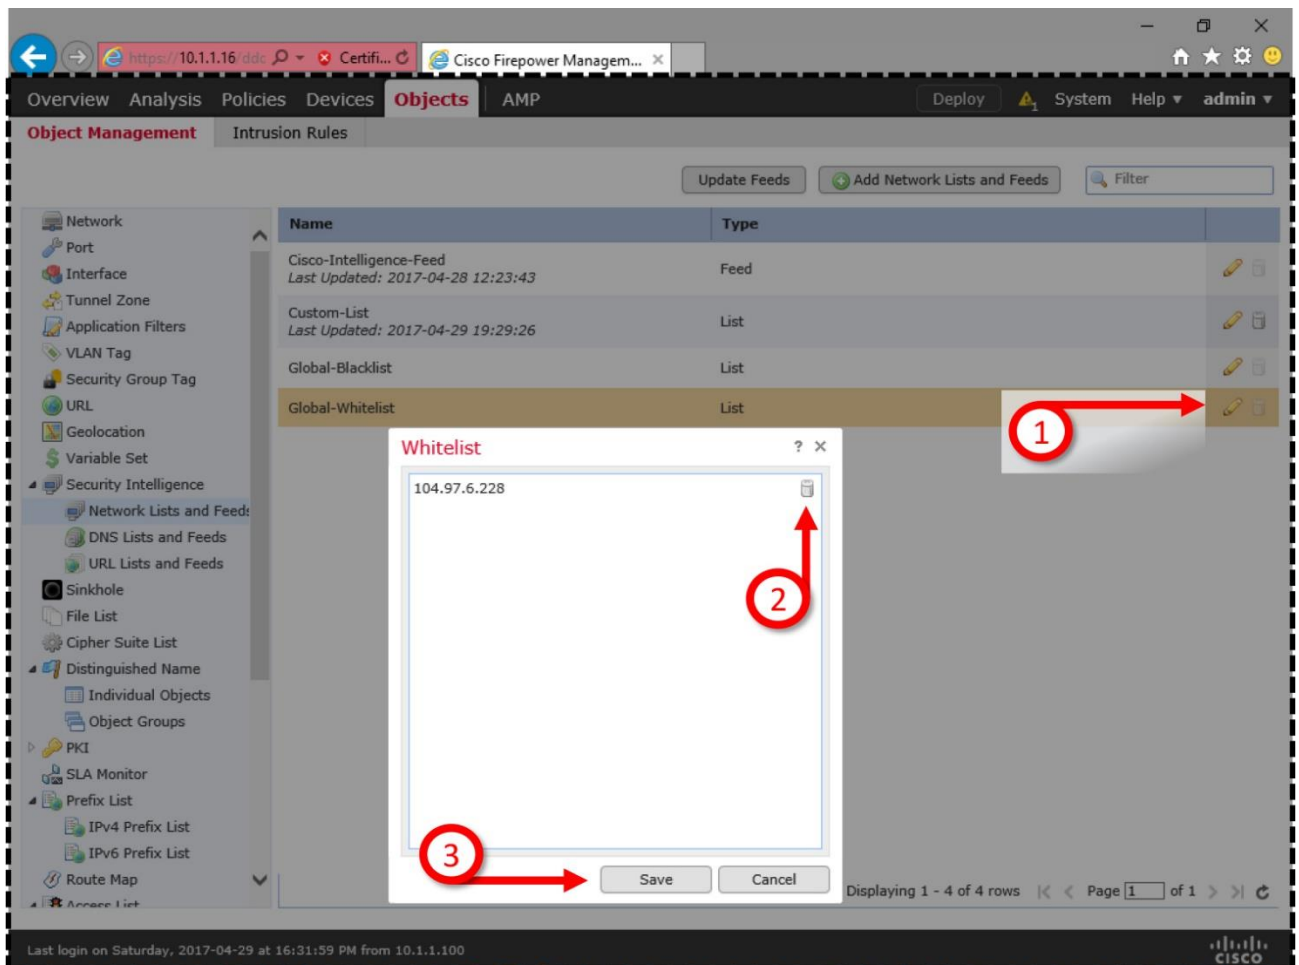 https://10.1.1.16/ddc
Certifi...
Cisco Firepower Managem...
Overview Analysis Policies Devices Objects AMP
Deploy 1 System Help admin
Object Management Intrusion Rules
Update Feeds Add Network Lists and Feeds Filter
Network
Port
Interface
Tunnel Zone
Application Filters
VLAN Tag
Security Group Tag
URL
Geolocation
Variable Set
Security Intelligence
Network Lists and Feeds
DNS Lists and Feeds
URL Lists and Feeds
Sinkhole
File List
Cipher Suite List
Distinguished Name
Individual Objects
Object Groups
PKI
SLA Monitor
Prefix List
IPv4 Prefix List
IPv6 Prefix List
Route Map
Access List
Name Type
Cisco-Intelligence-Feed
Last Updated: 2017-04-28 12:23:43
Feed
Custom-List
Last Updated: 2017-04-29 19:29:26
List
Global-Blacklist List
Global-Whitelist List
1
Whitelist ?
104.97.6.228
2
3
Save Cancel
Displaying 1 - 4 of 4 rows Page 1 of 1
Last login on Saturday, 2017-04-29 at 16:31:59 PM from 10.1.1.100
CISCO